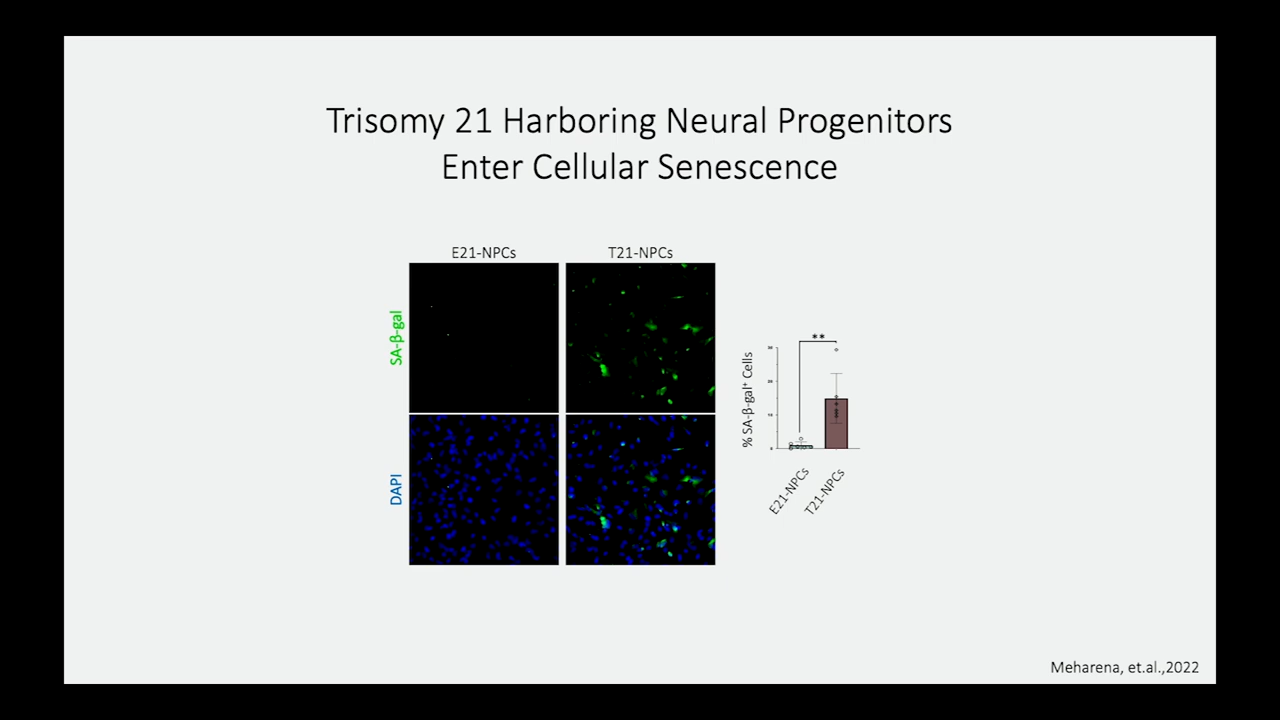 Trisomy 21 Harboring Neural Progenitors
Enter Cellular Senescence
E21-NPCs
T21-NPCs
SA-β-gal
DAPI
% SA-β-gal⁺ Cells
**
E21-NPCs
T21-NPCs
Meharena, et.al.,2022